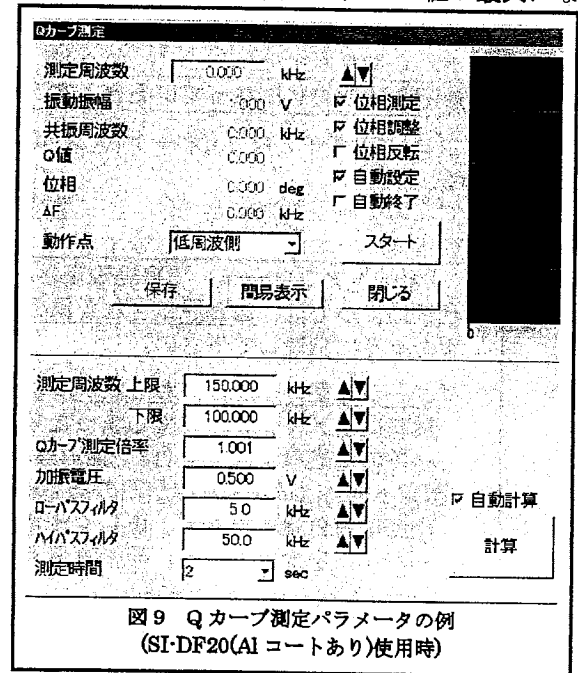 Qカーブ測定
測定周波数 0.000 kHz ▲▼
振動振幅 .000 V ☑ 位相測定
共振周波数 0.000 kHz ☑ 位相調整
Q値 0.000 □ 位相反転
位相 0.000 deg ☑ 自動設定
ΔF 0.000 kHz □ 自動終了
動作点 低周波側 スタート
保存 簡易表示 閉じる
0
測定周波数 上限 150.000 kHz ▲▼
下限 100.000 kHz ▲▼
Qカーブ測定倍率 1.001 ▲▼
加振電圧 0.500 V ▲▼
ローパスフィルタ 5.0 kHz ▲▼ ☑ 自動計算
ハイパスフィルタ 50.0 kHz ▲▼ 計算
測定時間 2 sec
図9 Qカーブ測定パラメータの例
(SI-DF20(Alコートあり)使用時)